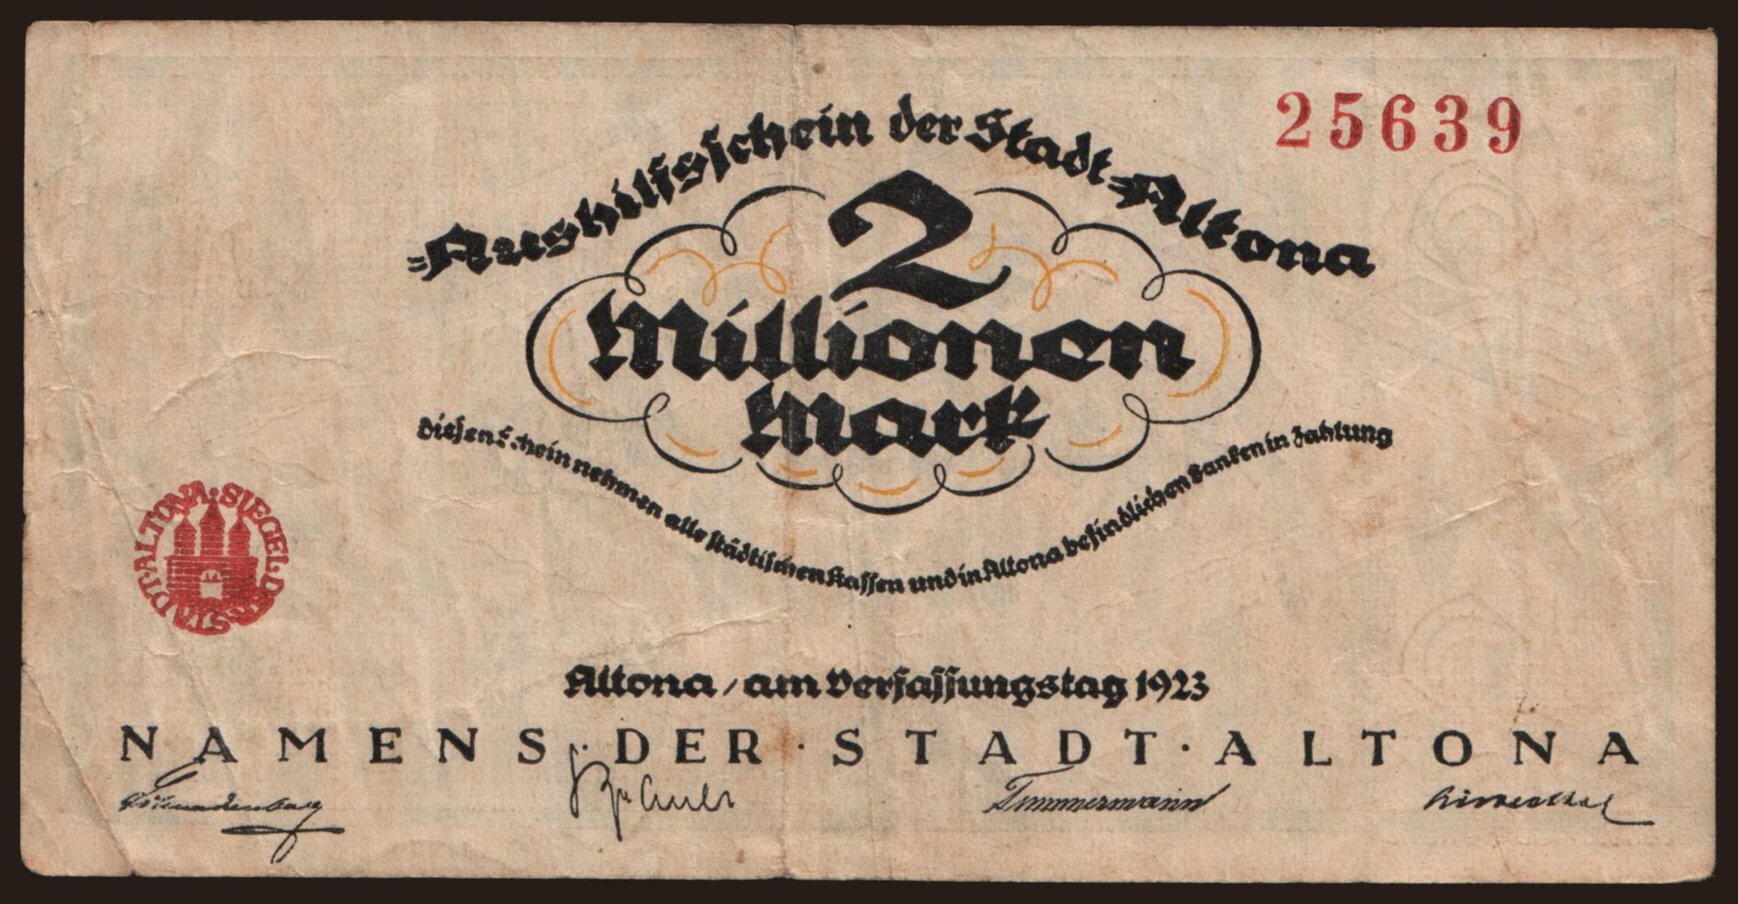 Aushilfsschein der Stadt Altona
25639
2
Millionen
Mark
Diesen Schein nehmen alle städtischen Kassen und in Altona befindlichen Banken in Zahlung
STADT·ALTONA·SIEGEL·DER
Altona / am Verfassungstag 1923
NAMENS·DER·STADT·ALTONA
Schnackenburg
Timmermann